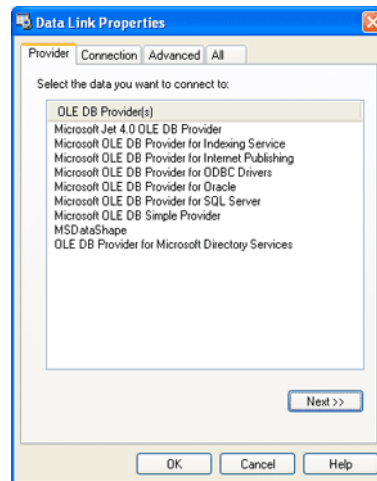 Data Link Properties
Provider Connection Advanced All
Select the data you want to connect to:
OLE DB Provider(s)
Microsoft Jet 4.0 OLE DB Provider
Microsoft OLE DB Provider for Indexing Service
Microsoft OLE DB Provider for Internet Publishing
Microsoft OLE DB Provider for ODBC Drivers
Microsoft OLE DB Provider for Oracle
Microsoft OLE DB Provider for SQL Server
Microsoft OLE DB Simple Provider
MSDataShape
OLE DB Provider for Microsoft Directory Services
Next >>
OK Cancel Help